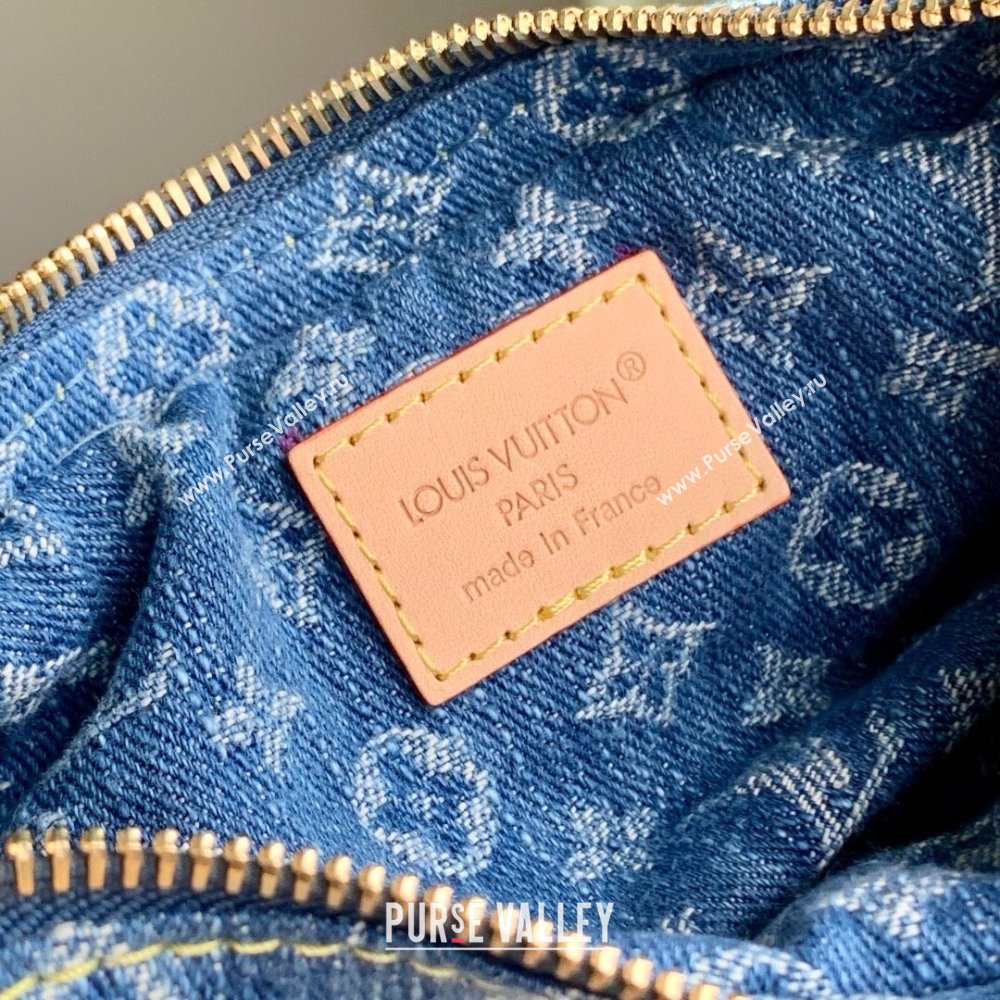 www.PurseValley.ru
www.PurseValley.ru
LOUIS VUITTON®
PARIS
made In France
PURSE VALLEY